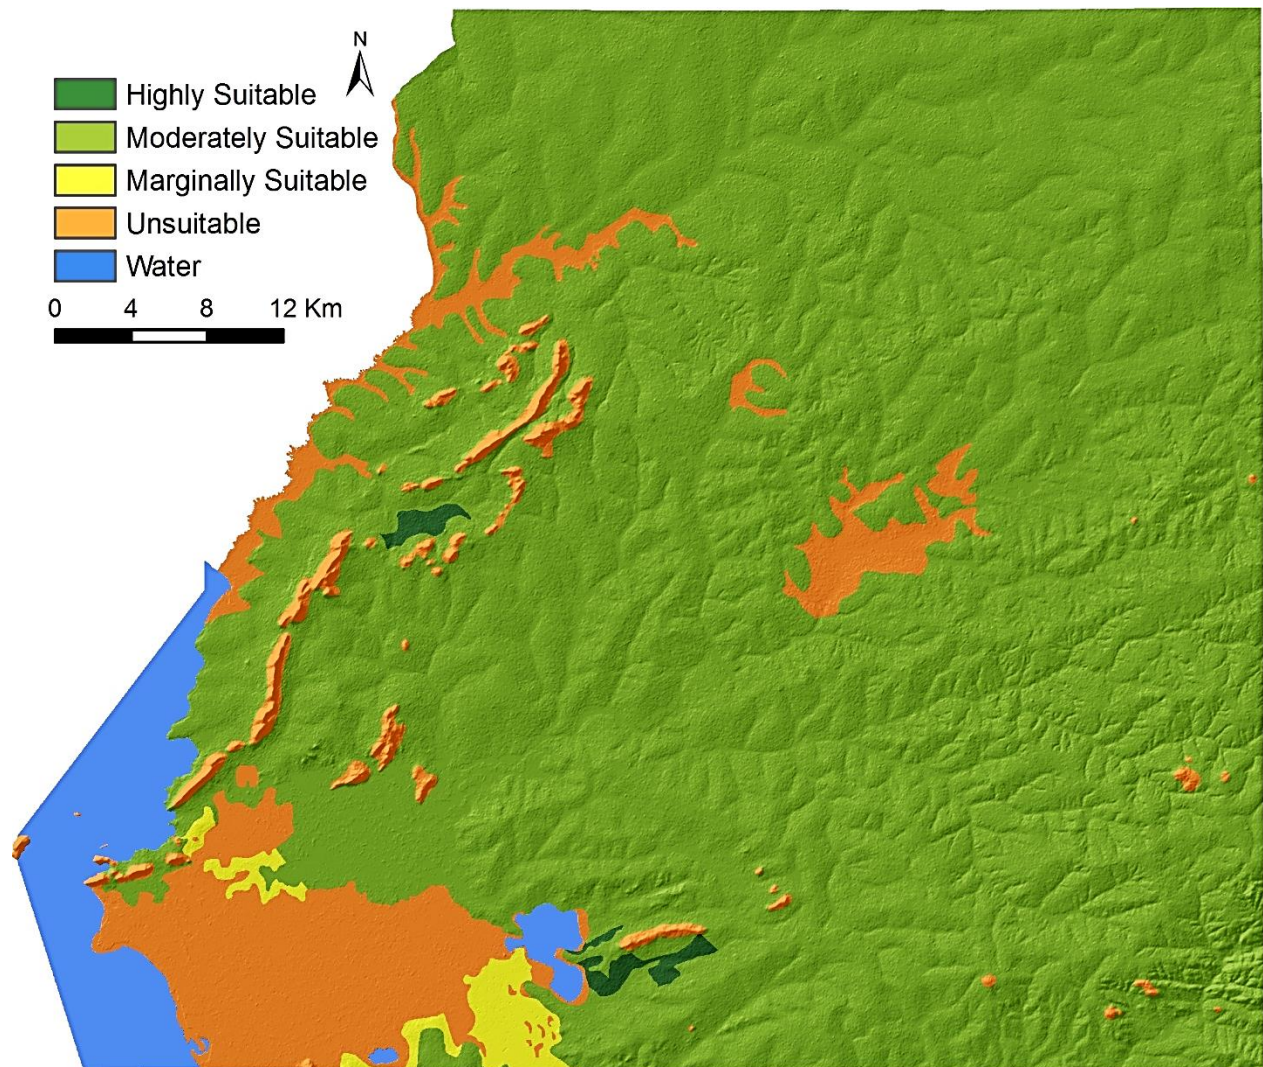 N
Highly Suitable
Moderately Suitable
Marginally Suitable
Unsuitable
Water
0 4 8 12 Km